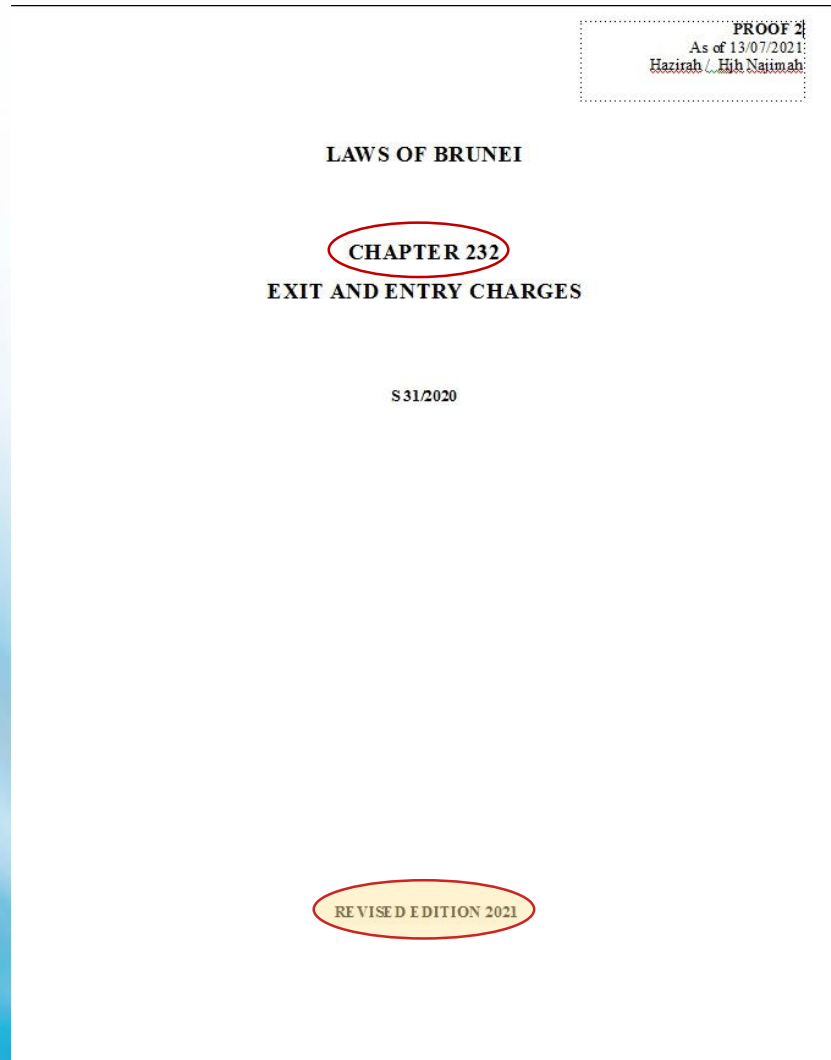 PROOF 2
As of 13/07/2021
Hazirah / Hjh Najimah
LAWS OF BRUNEI
CHAPTER 232
EXIT AND ENTRY CHARGES
S 31/2020
REVISED EDITION 2021